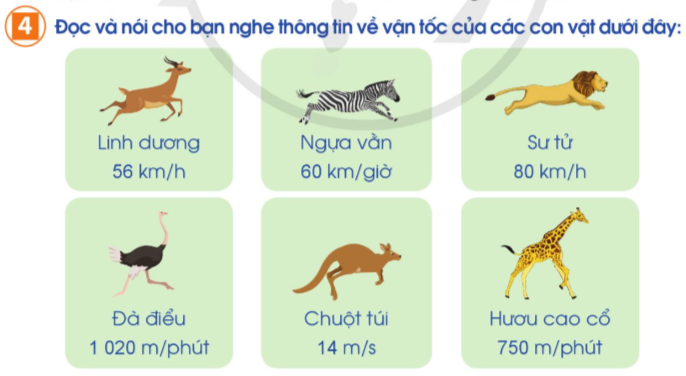 4 Đọc và nói cho bạn nghe thông tin về vận tốc của các con vật dưới đây:
Linh dương
56 km/h
Ngựa vằn
60 km/giờ
Sư tử
80 km/h
Đà điểu
1 020 m/phút
Chuột túi
14 m/s
Hươu cao cổ
750 m/phút